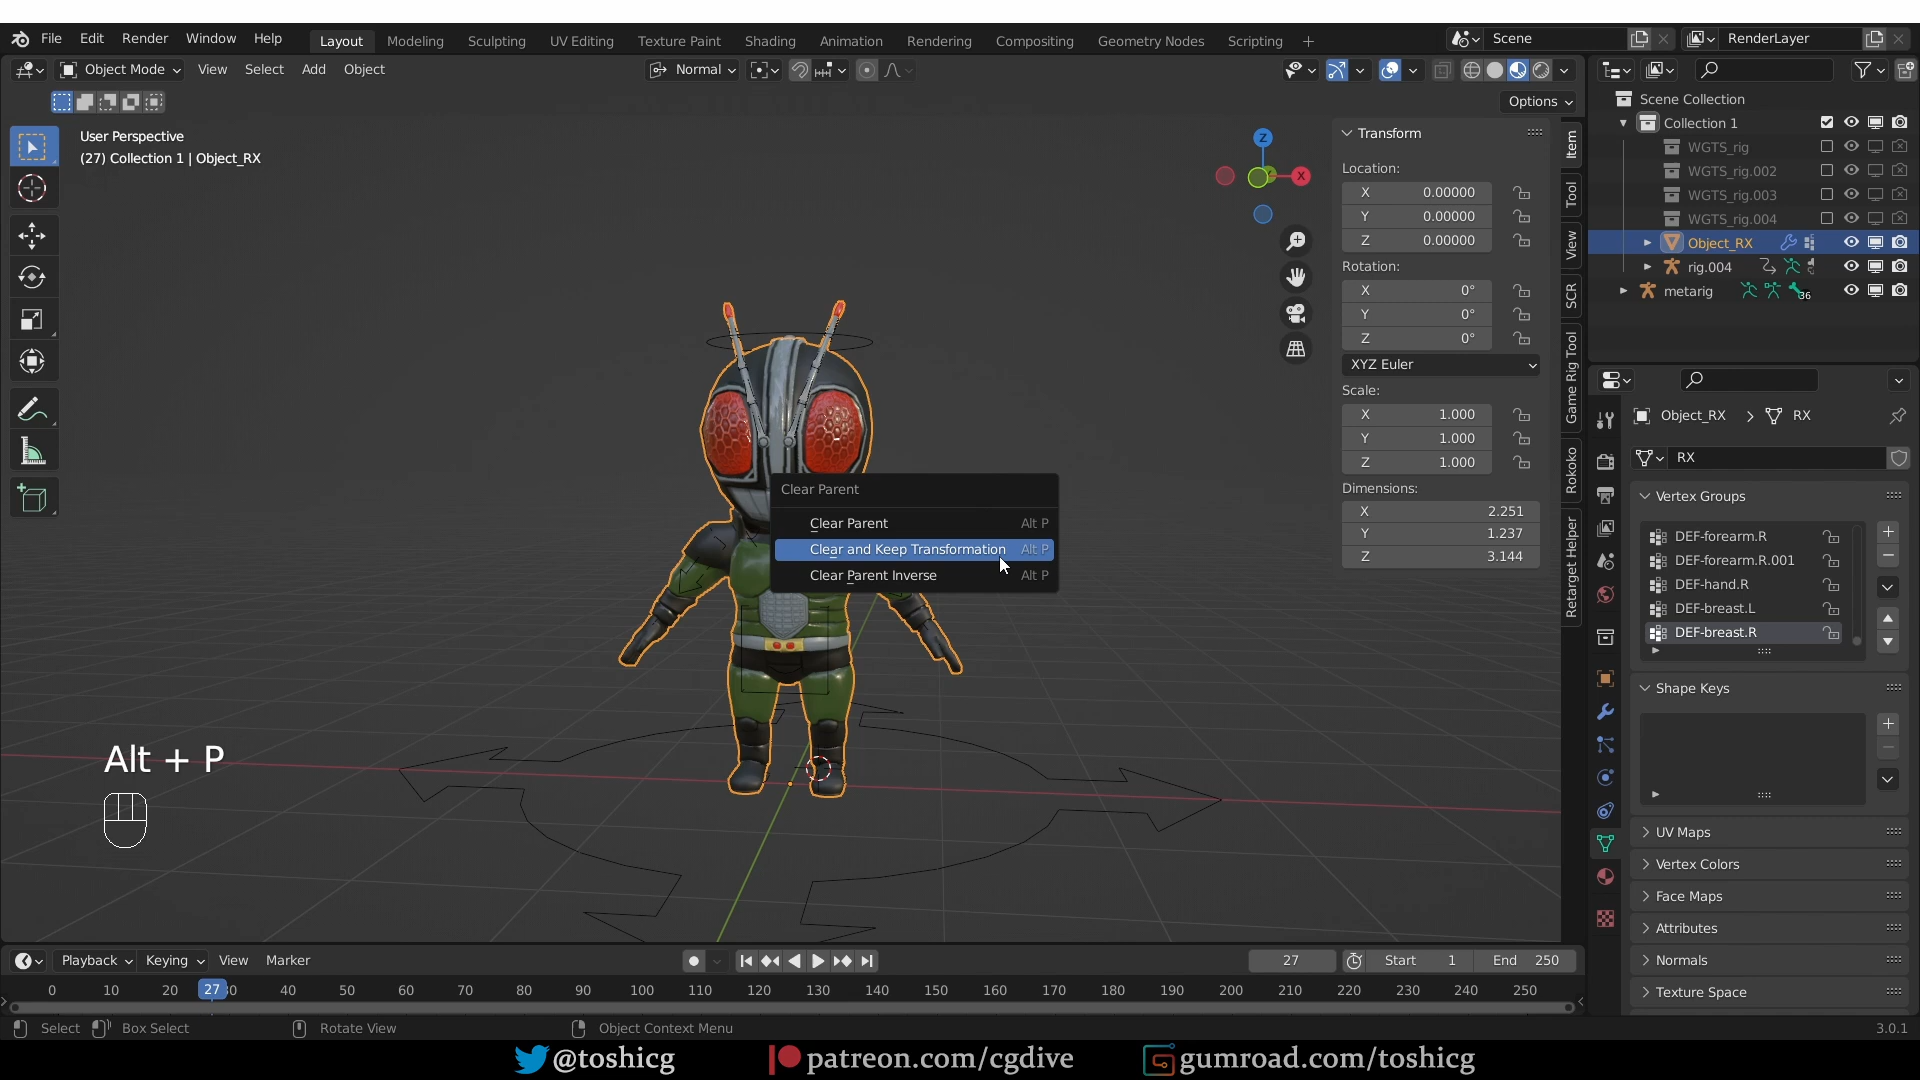 File Edit Render Window Help Layout Modeling Sculpting UV Editing Texture Paint Shading Animation Rendering Compositing Geometry Nodes Scripting + Scene RenderLayer
Object Mode View Select Add Object Normal
Options
User Perspective
(27) Collection 1 | Object_RX
Z
X
Transform
Location:
X 0.00000
Y 0.00000
Z 0.00000
Rotation:
X 0°
Y 0°
Z 0°
XYZ Euler
Scale:
X 1.000
Y 1.000
Z 1.000
Dimensions:
X 2.251
Y 1.237
Z 3.144
Item
Tool
View
SCR
Game Rig Tool
Rokoko
Retarget Helper
Clear Parent
Clear Parent Alt P
Clear and Keep Transformation Alt P
Clear Parent Inverse Alt P
Alt + P
Scene Collection
Collection 1
WGTS_rig
WGTS_rig.002
WGTS_rig.003
WGTS_rig.004
Object_RX
rig.004
metarig 36
Object_RX > RX
RX
Vertex Groups
DEF-forearm.R
DEF-forearm.R.001
DEF-hand.R
DEF-breast.L
DEF-breast.R
Shape Keys
UV Maps
Vertex Colors
Face Maps
Attributes
Normals
Texture Space
Playback Keying View Marker 27 Start 1 End 250
0 10 20 27 30 40 50 60 70 80 90 100 110 120 130 140 150 160 170 180 190 200 210 220 230 240 250
Select Box Select Rotate View Object Context Menu 3.0.1
@toshicg patreon.com/cgdive gumroad.com/toshicg